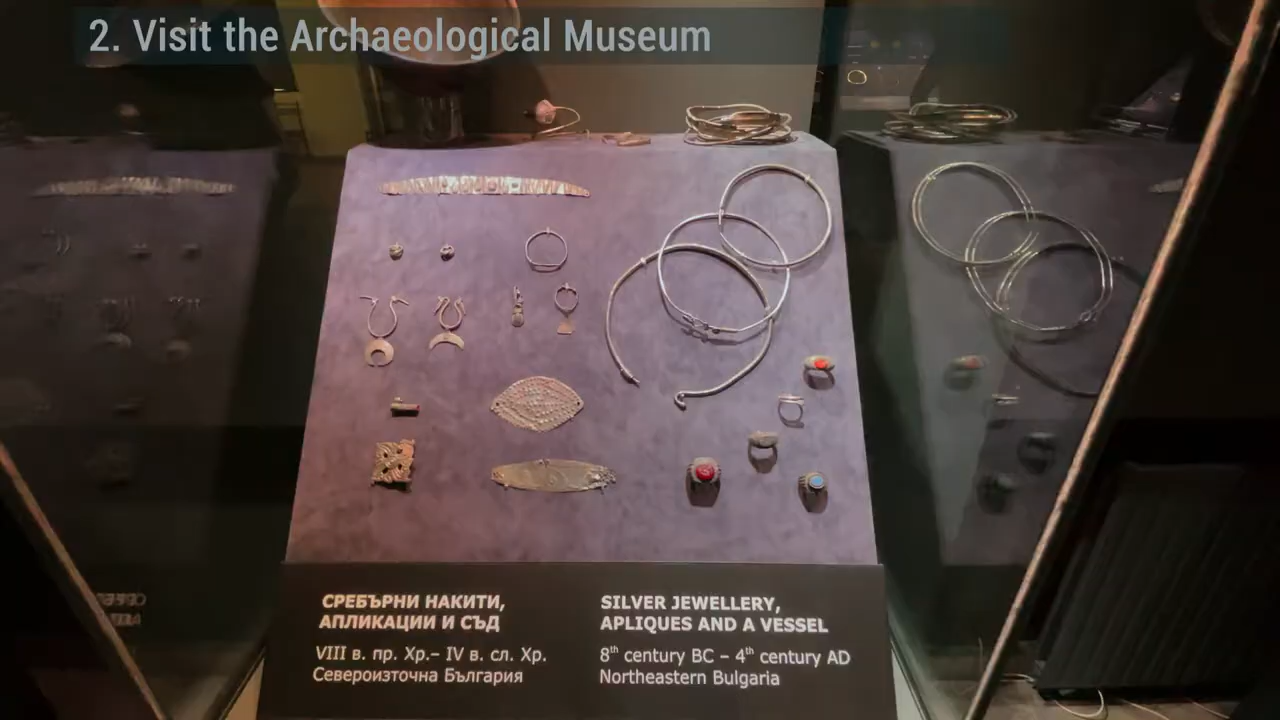 2. Visit the Archaeological Museum
СРЕБЪРНИ НАКИТИ,
АПЛИКАЦИИ И СЪД
VIII в. пр. Хр.– IV в. сл. Хр.
Североизточна България
SILVER JEWELLERY,
APLIQUES AND A VESSEL
8th century BC – 4th century AD
Northeastern Bulgaria